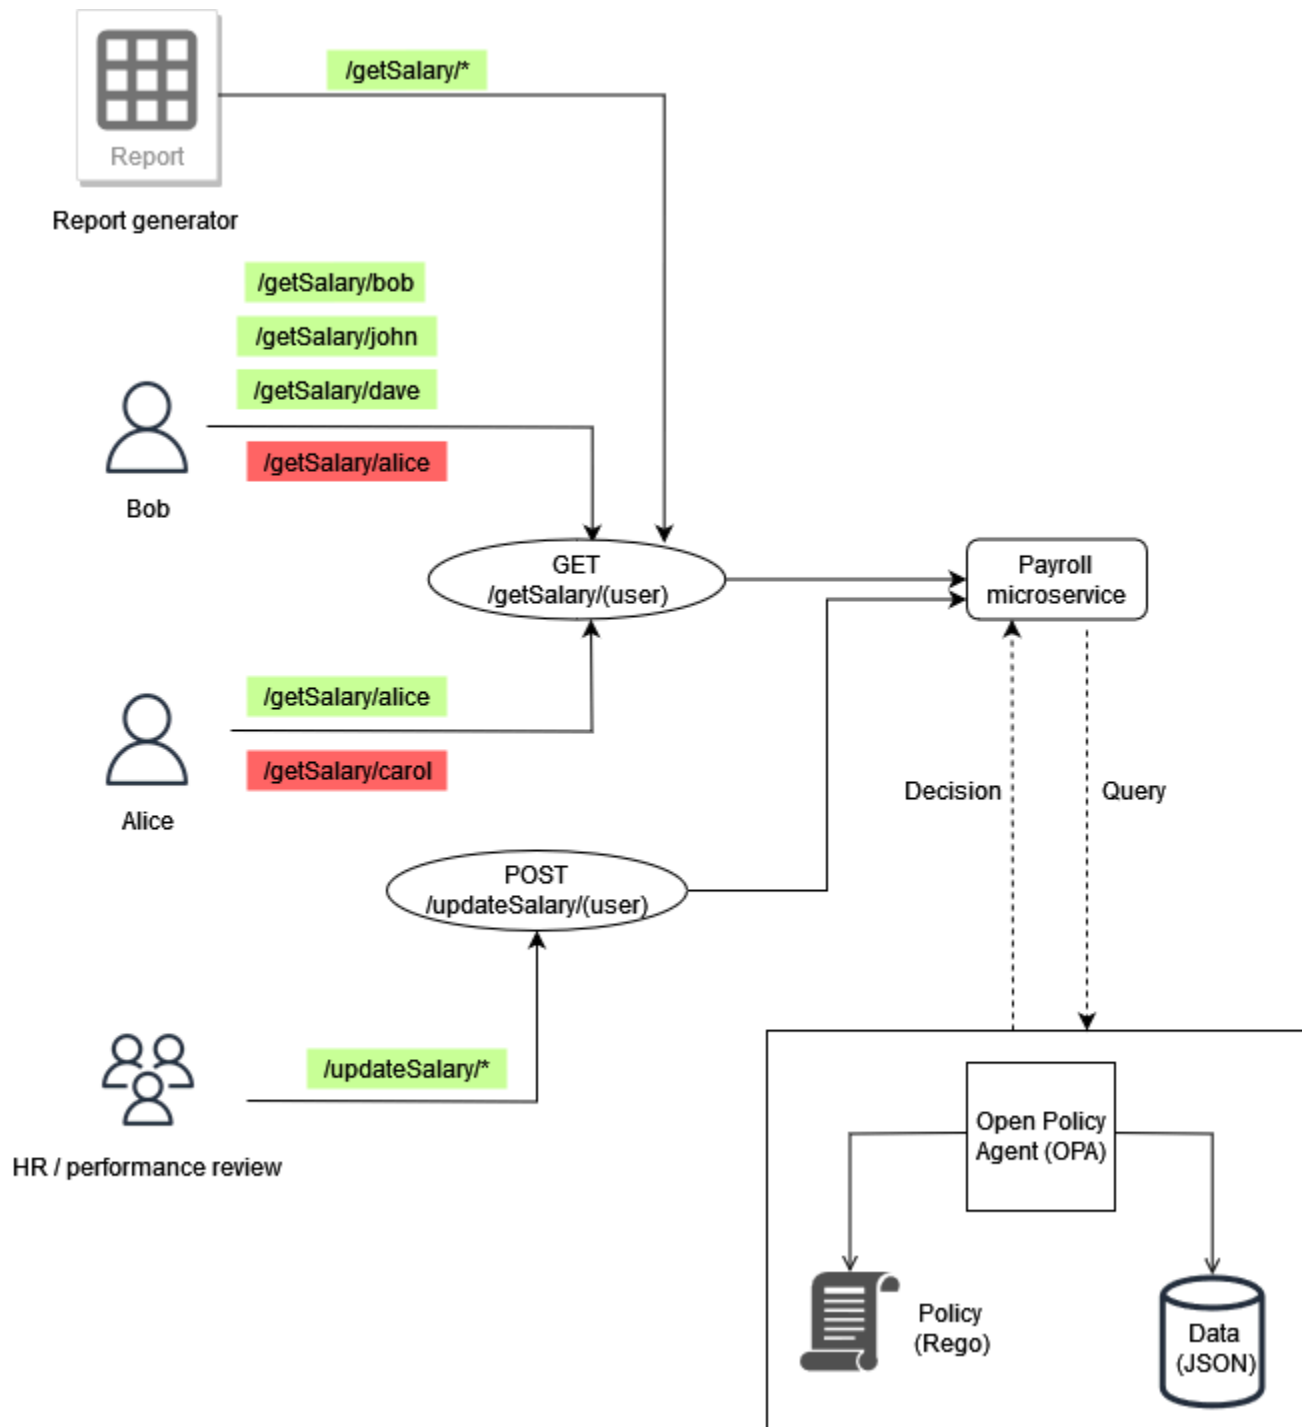 Report
Report generator
/getSalary/*
/getSalary/bob
/getSalary/john
/getSalary/dave
/getSalary/alice
Bob
GET
/getSalary/(user)
Payroll
microservice
/getSalary/alice
/getSalary/carol
Alice
Decision
Query
POST
/updateSalary/(user)
/updateSalary/*
HR / performance review
Open Policy
Agent (OPA)
Policy
(Rego)
Data
(JSON)